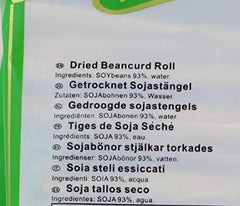 Dried Beancurd Roll
Ingredients: SOYbeans 93%, water.
Getrocknet Sojastängel
Zutaten: SOJAbohnen 93%, Wasser.
Gedroogde sojastengels
Ingrediënten: SOJAbonen 93%, water.
Tiges de Soja Séché
Ingrédients: SOJA 93%, eau.
Sojabönor stjälkar torkades
Ingredienser: SOJAbönor 93%, vatten.
Soia steli essiccati
Ingredienti: SOIA 93%, acqua
Soja tallos seco
Ingredientes: SOJA 93%, agua.